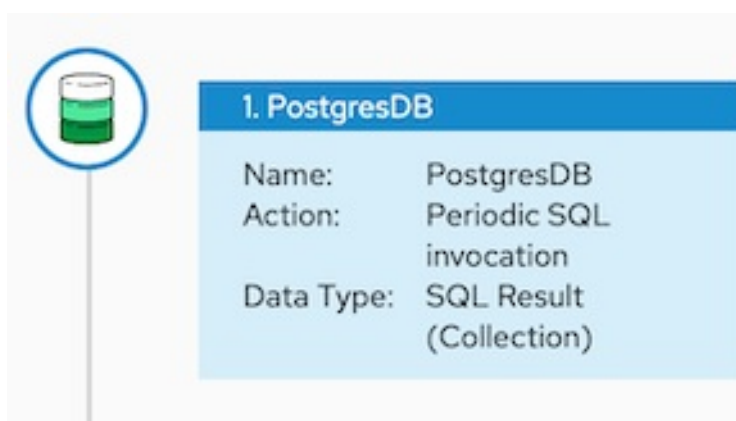 1. PostgresDB
Name: PostgresDB
Action: Periodic SQL
invocation
Data Type: SQL Result
(Collection)